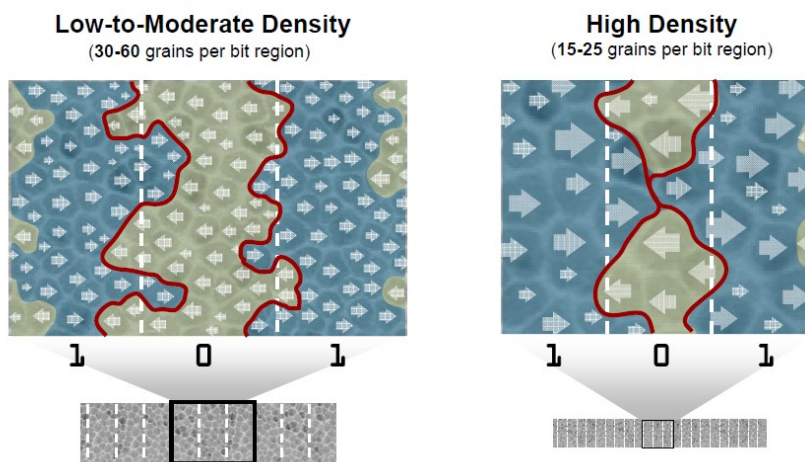 Low-to-Moderate Density
(30-60 grains per bit region)
1 0 1
High Density
(15-25 grains per bit region)
1 0 1